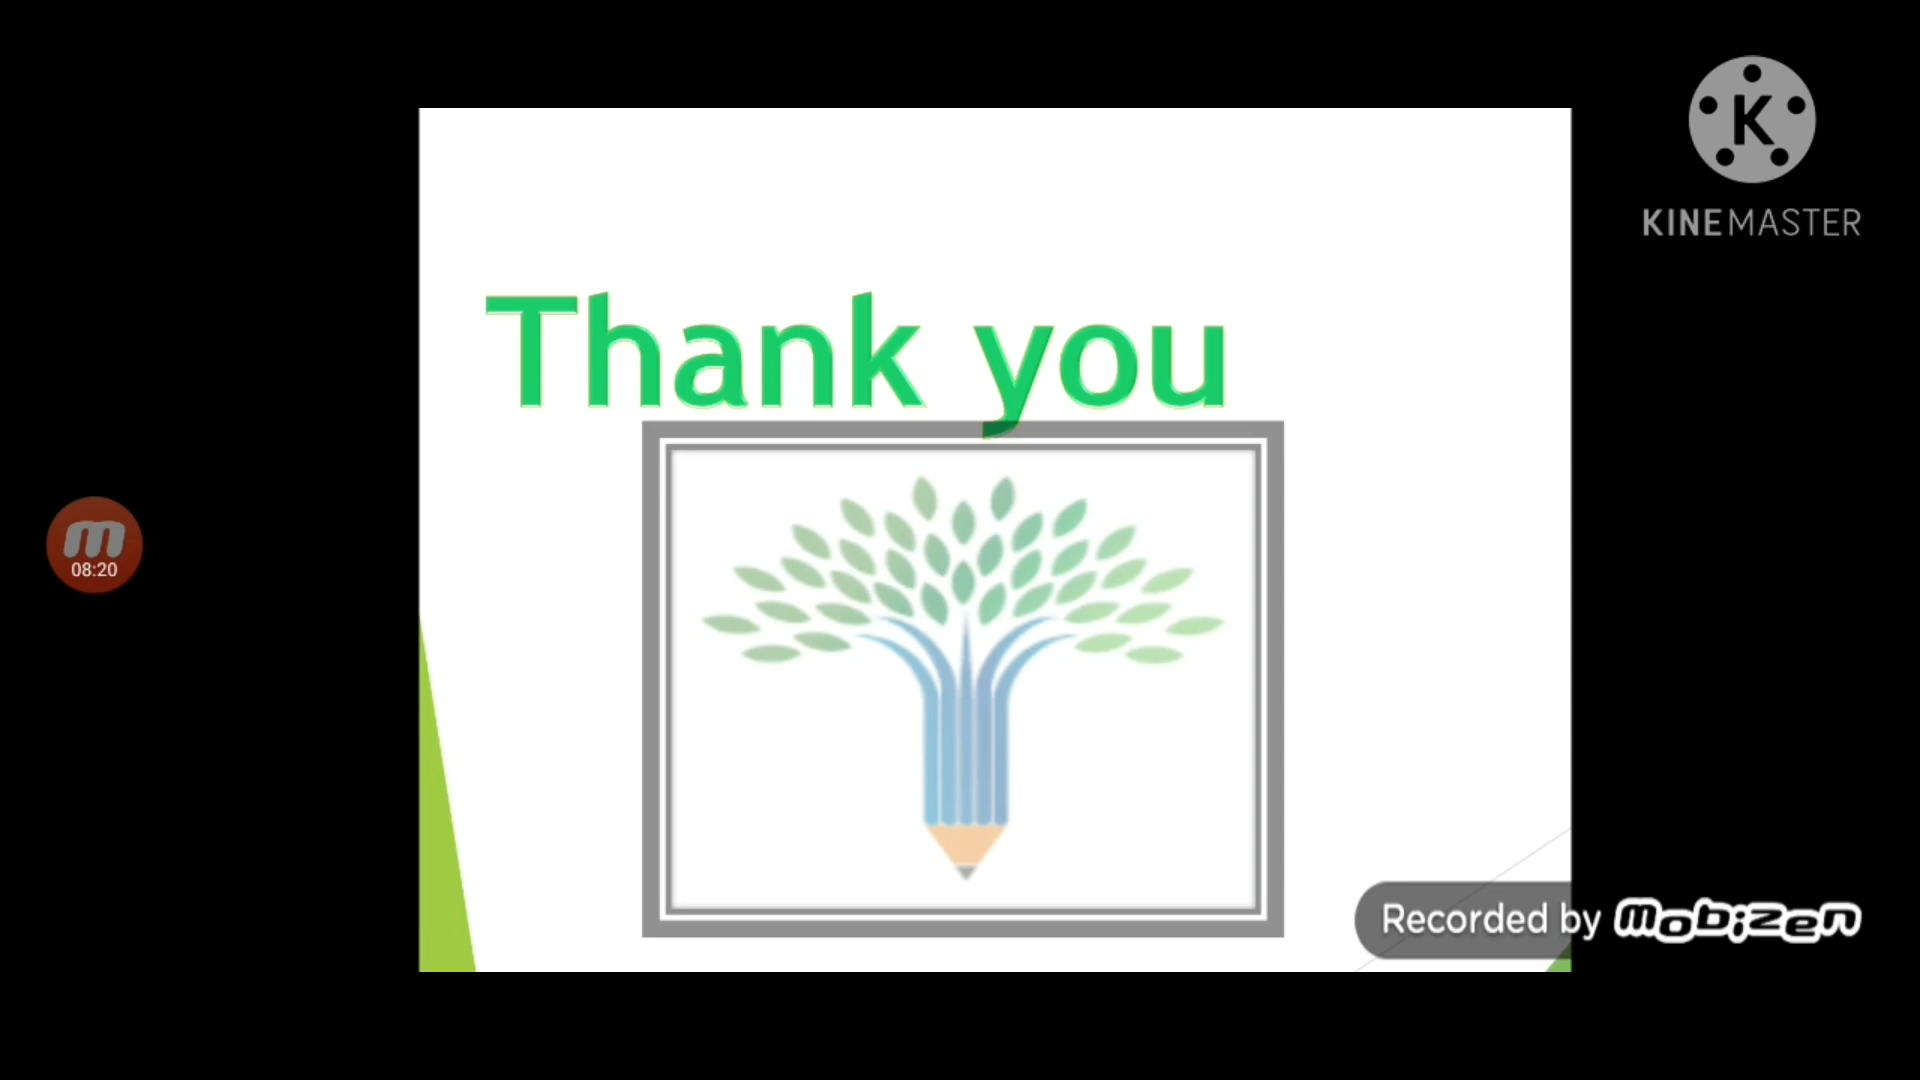 K
KINEMASTER
Thank you
m
08:20
Recorded by mobizen